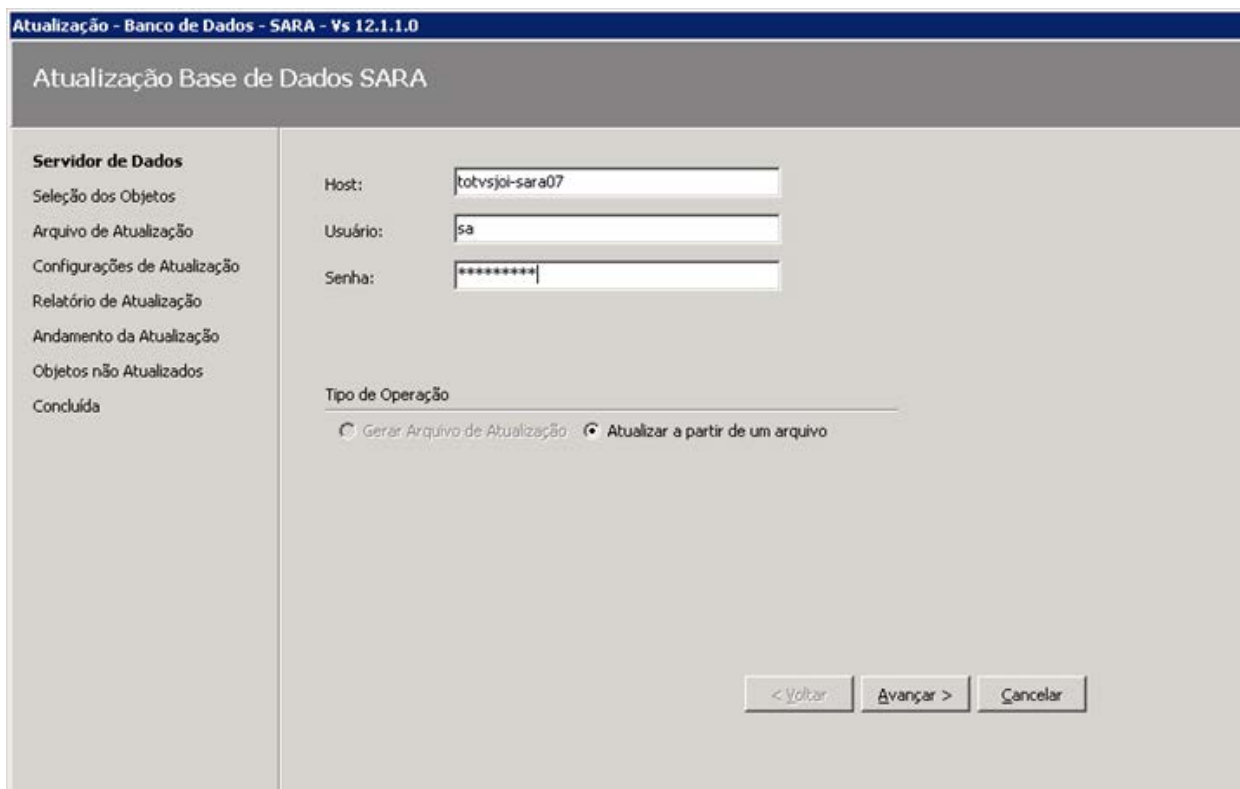 Atualização - Banco de Dados - SARA - Vs 12.1.1.0
Atualização Base de Dados SARA
Servidor de Dados
Seleção dos Objetos
Arquivo de Atualização
Configurações de Atualização
Relatório de Atualização
Andamento da Atualização
Objetos não Atualizados
Concluída
Host: totvsjoi-sara07
Usuário: sa
Senha: *********
Tipo de Operação
Gerar Arquivo de Atualização Atualizar a partir de um arquivo
< Voltar Avançar > Cancelar